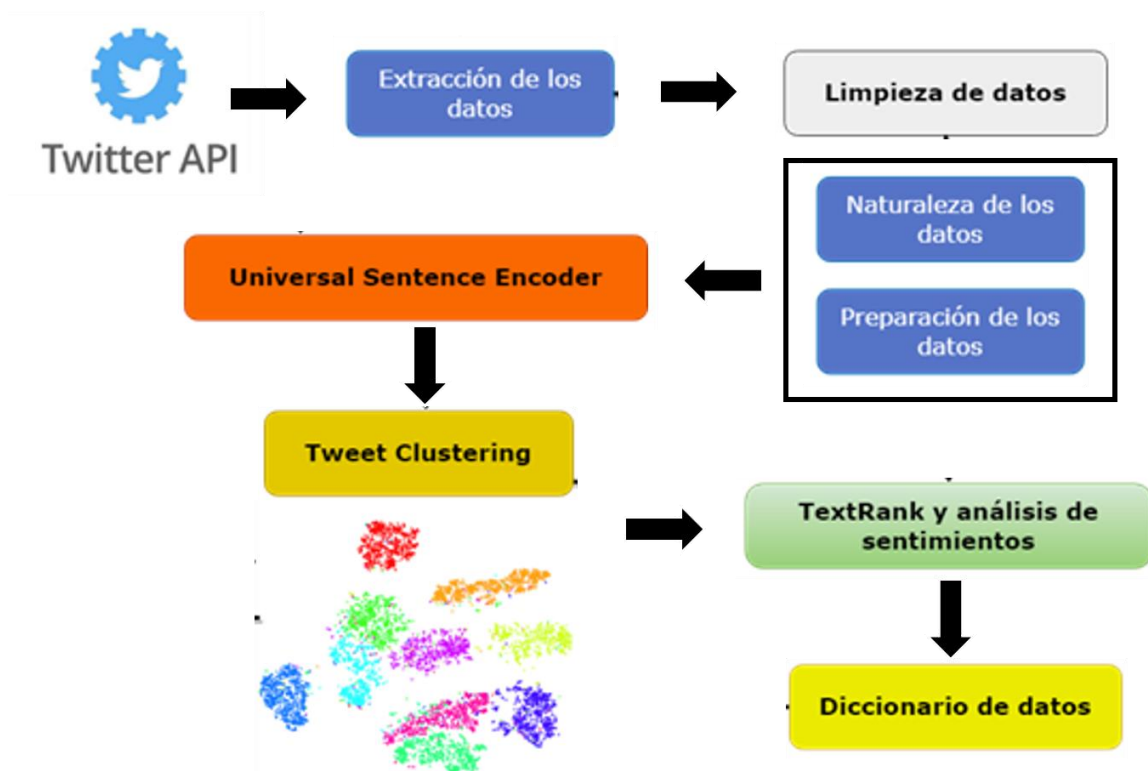 Twitter API
Extracción de los
datos
Limpieza de datos
Naturaleza de los
datos
Preparación de los
datos
Universal Sentence Encoder
Tweet Clustering
TextRank y análisis de
sentimientos
Diccionario de datos